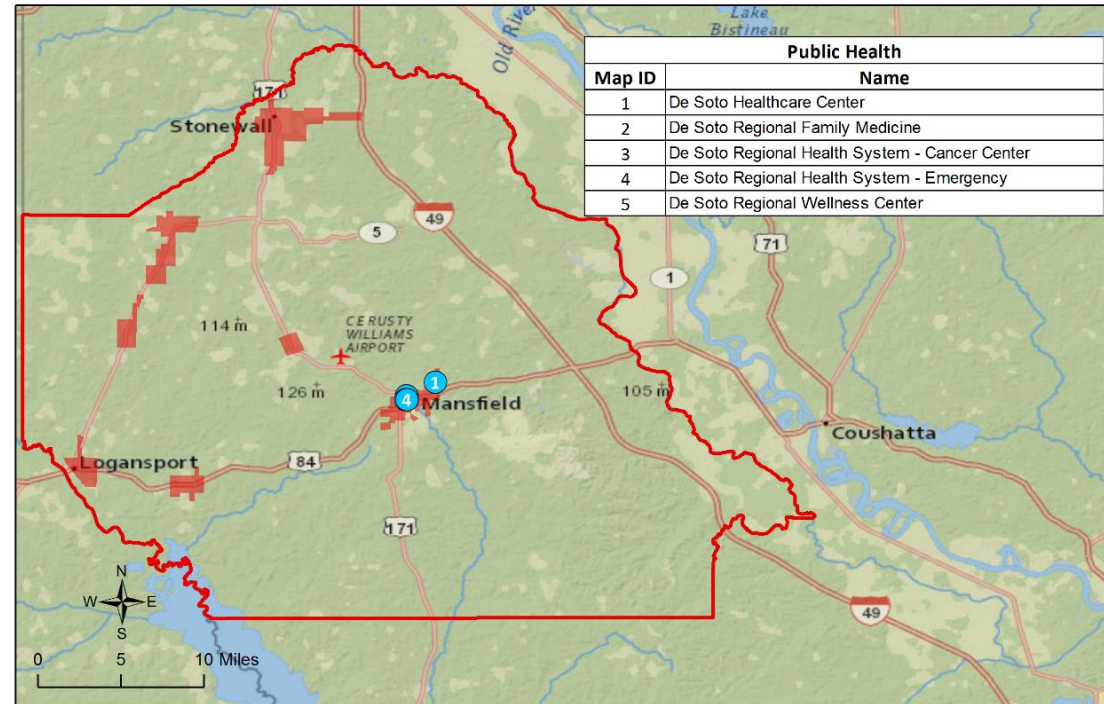 Lake
Bistineau
Old River
Public Health
Map ID Name
1 De Soto Healthcare Center
2 De Soto Regional Family Medicine
3 De Soto Regional Health System - Cancer Center
4 De Soto Regional Health System - Emergency
5 De Soto Regional Wellness Center
171
Stonewall
49
5
71
1
114 m
CE RUSTY
WILLIAMS
AIRPORT
126 m
1
4
Mansfield
105 m
Coushatta
Logansport
84
171
N
W E
S
49
0 5 10 Miles